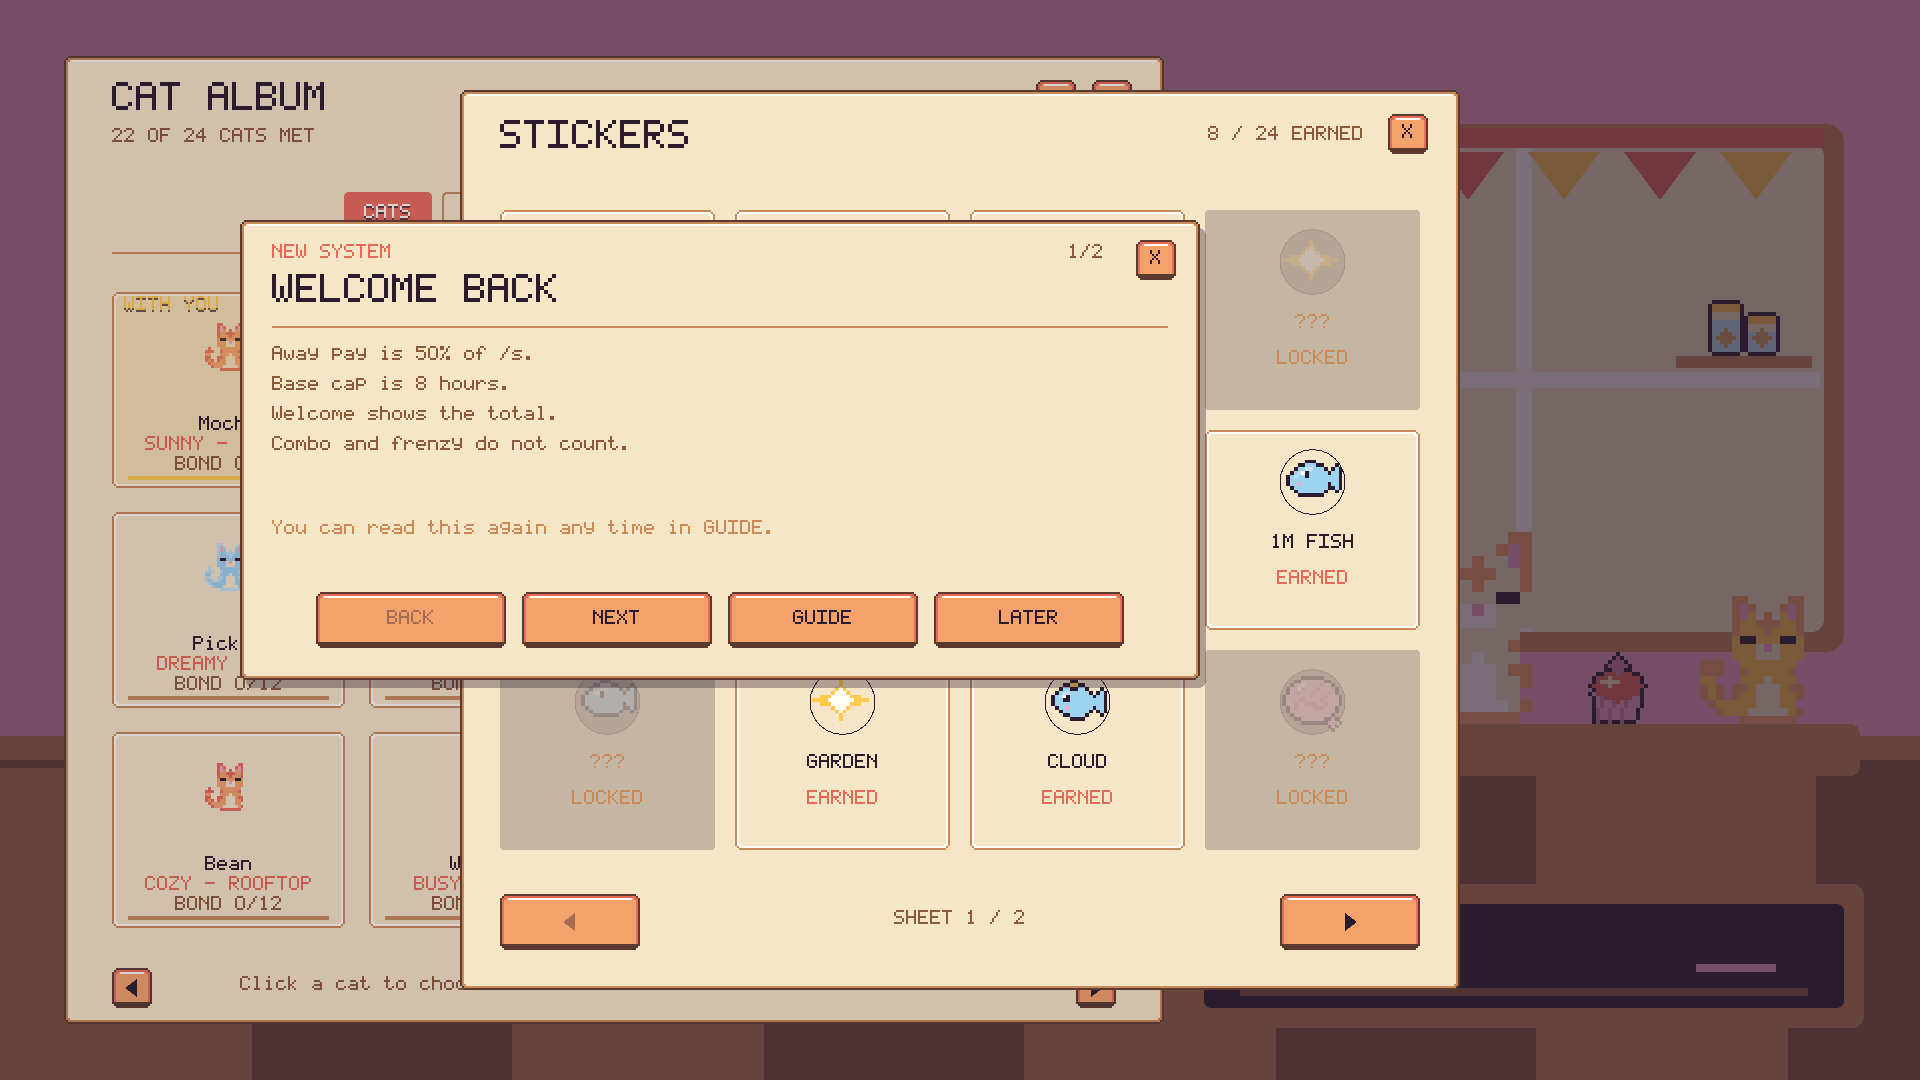 CAT ALBUM
22 OF 24 CATS MET
CATS
WITH YOU
SUNNY -
BOND
Pick
DREAMY
BOND 0/12
Bean
COZY - ROOFTOP
BOND 0/12
BUSY
Click a cat to
STICKERS
8 / 24 EARNED
X
???
LOCKED
1M FISH
EARNED
???
LOCKED
GARDEN
EARNED
CLOUD
EARNED
???
LOCKED
SHEET 1 / 2
NEW SYSTEM
1/2
X
WELCOME BACK
Away pay is 50% of /s.
Base cap is 8 hours.
Welcome shows the total.
Combo and frenzy do not count.
You can read this again any time in GUIDE.
BACK
NEXT
GUIDE
LATER